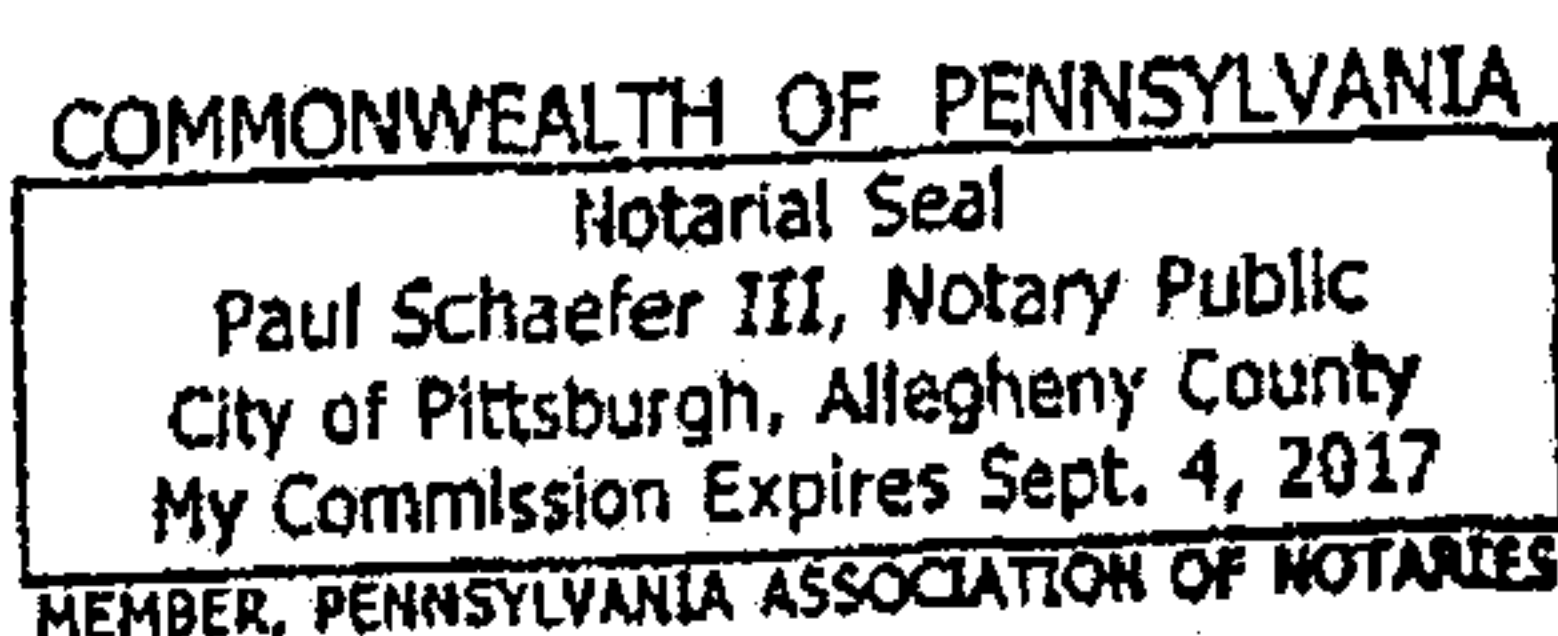 COMMONWEALTH OF PENNSYLVANIA
Notarial Seal
Paul Schaefer III, Notary Public
City of Pittsburgh, Allegheny County
My Commission Expires Sept. 4, 2017
MEMBER, PENNSYLVANIA ASSOCIATION OF NOTARIES